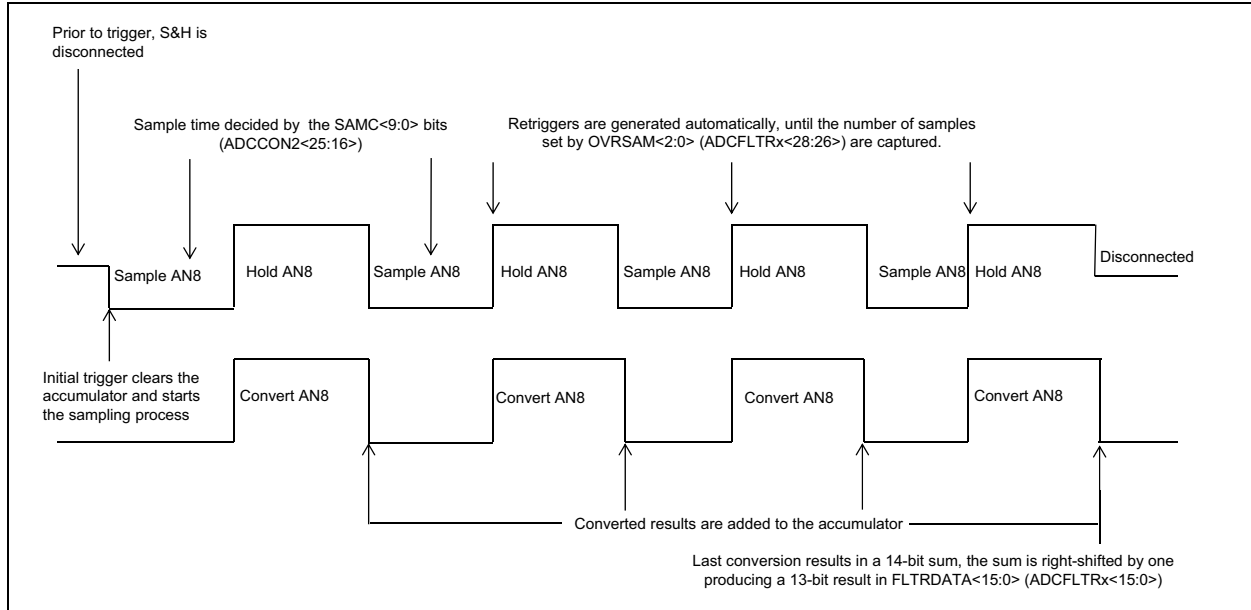 Prior to trigger, S&H is
disconnected
Sample time decided by the SAMC<9:0> bits
(ADCCON2<25:16>)
Retriggers are generated automatically, until the number of samples
set by OVRSAM<2:0> (ADCFLTRx<28:26>) are captured.
Sample AN8
Hold AN8
Sample AN8
Hold AN8
Sample AN8
Hold AN8
Sample AN8
Hold AN8
Disconnected
Initial trigger clears the
accumulator and starts
the sampling process
Convert AN8
Convert AN8
Convert AN8
Convert AN8
Converted results are added to the accumulator
Last conversion results in a 14-bit sum, the sum is right-shifted by one
producing a 13-bit result in FLTRDATA<15:0> (ADCFLTRx<15:0>)